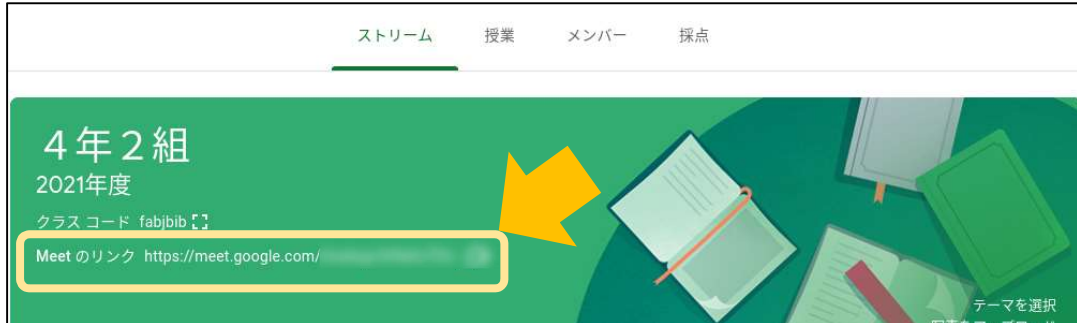 ストリーム 授業 メンバー 採点
４年２組
2021年度
クラス コード fabjbib
Meet のリンク https://meet.google.com/
テーマを選択